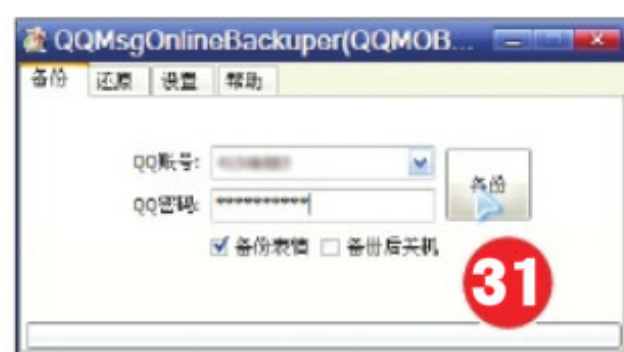 QQMsgOnlineBackuper(QQMOB...
备份 还原 设置 帮助
QQ账号:
备份
QQ密码: **********
备份表情 备份后关机
31